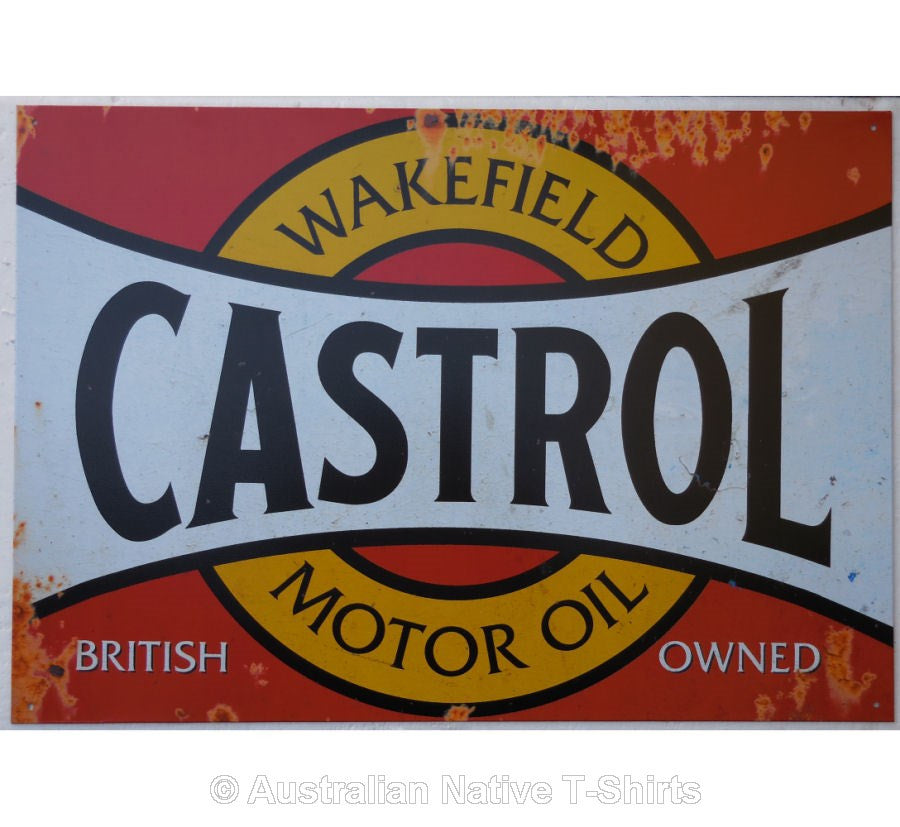 WAKEFIELD
CASTROL
MOTOR OIL
BRITISH OWNED
© Australian Native T-Shirts